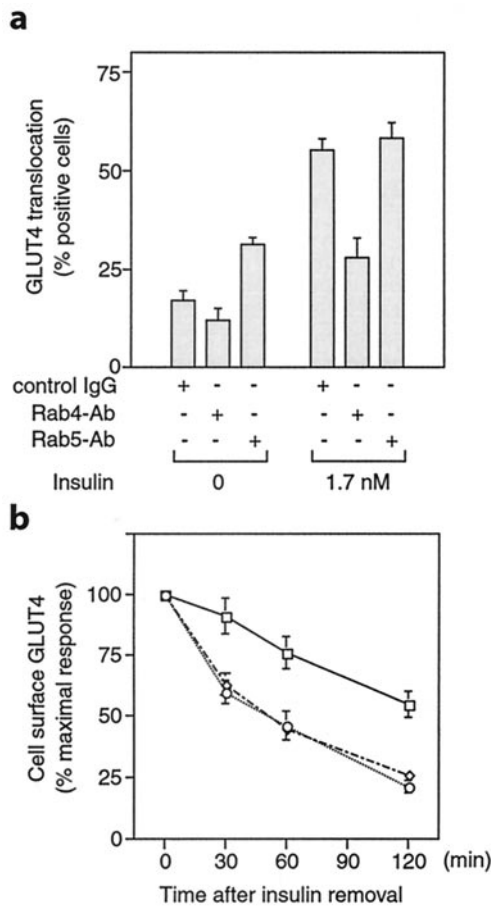 a
GLUT4 translocation
(% positive cells)
75
50
25
0
control IgG + - - + - -
Rab4-Ab - + - - + -
Rab5-Ab - - + - - +
Insulin 0 1.7 nM
b
Cell surface GLUT4
(% maximal response)
100
75
50
25
0
0 30 60 90 120 (min)
Time after insulin removal